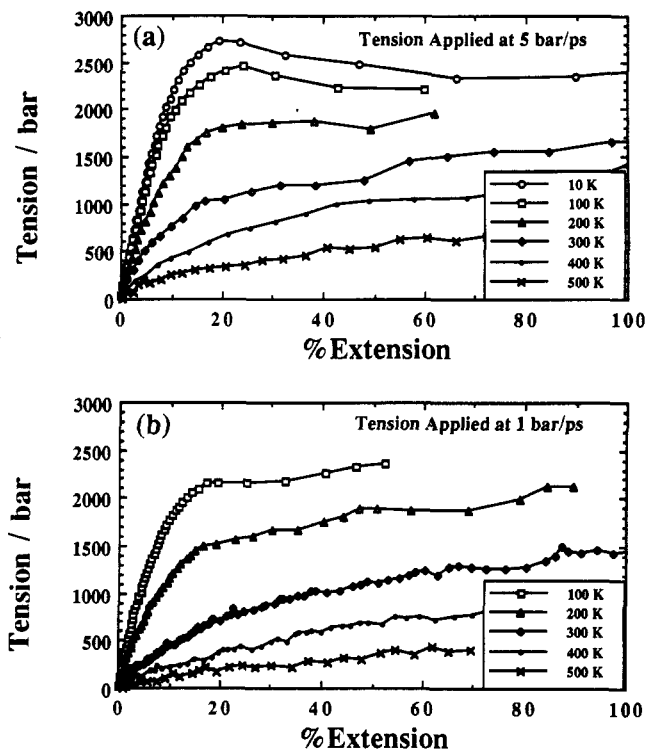 (a)
Tension Applied at 5 bar/ps
3000
2500
2000
1500
1000
500
0
Tension / bar
10 K
100 K
200 K
300 K
400 K
500 K
0 20 40 60 80 100
% Extension
(b)
Tension Applied at 1 bar/ps
3000
2500
2000
1500
1000
500
0
Tension / bar
100 K
200 K
300 K
400 K
500 K
0 20 40 60 80 100
% Extension